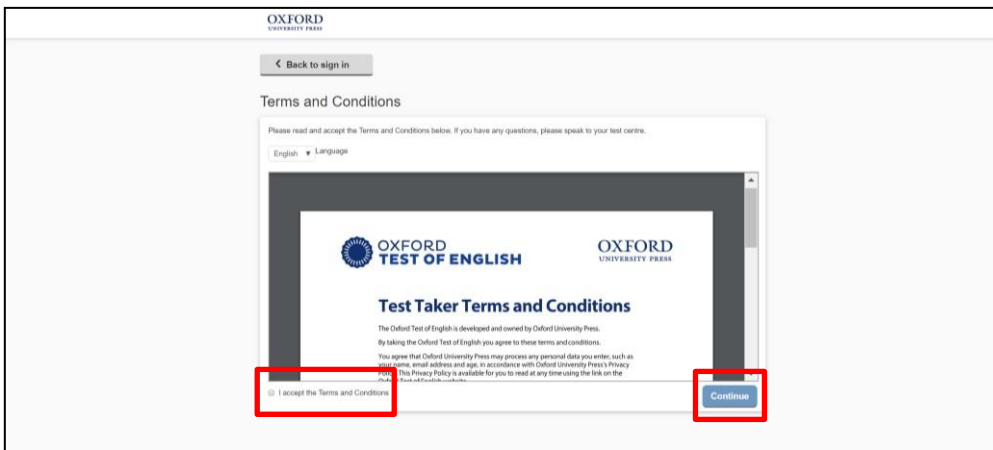 OXFORD
UNIVERSITY PRESS
Back to sign in
Terms and Conditions
Please read and accept the Terms and Conditions below. If you have any questions, please speak to your test centre.
English Language
OXFORD
TEST OF ENGLISH
OXFORD
UNIVERSITY PRESS
Test Taker Terms and Conditions
The Oxford Test of English is developed and owned by Oxford University Press.
By taking the Oxford Test of English you agree to these terms and conditions.
You agree that Oxford University Press may process any personal data you enter, such as
your name, email address and age, in accordance with Oxford University Press's Privacy
Policy. This Privacy Policy is available for you to read at any time using the link on the
Oxford Test of English website.
I accept the Terms and Conditions
Continue